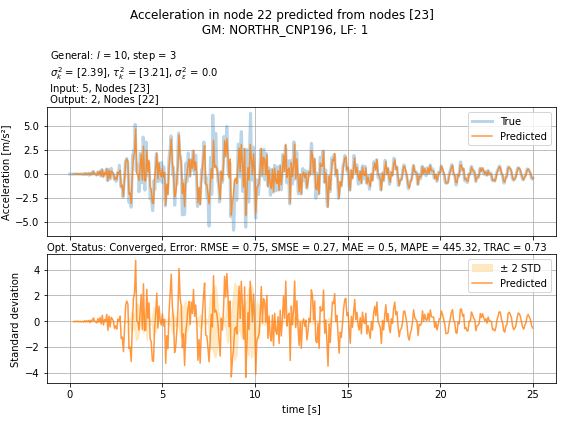 Acceleration in node 22 predicted from nodes [23]
GM: NORTHR_CNP196, LF: 1
General: l = 10, step = 3
σ²ₖ = [2.39], τ²ₖ = [3.21], σ²ε = 0.0
Input: 5, Nodes [23]
Output: 2, Nodes [22]
True
Predicted
5.0
2.5
0.0
−2.5
−5.0
Acceleration [m/s²]
Opt. Status: Converged, Error: RMSE = 0.75, SMSE = 0.27, MAE = 0.5, MAPE = 445.32, TRAC = 0.73
± 2 STD
Predicted
4
2
0
−2
−4
Standard deviation
0 5 10 15 20 25
time [s]